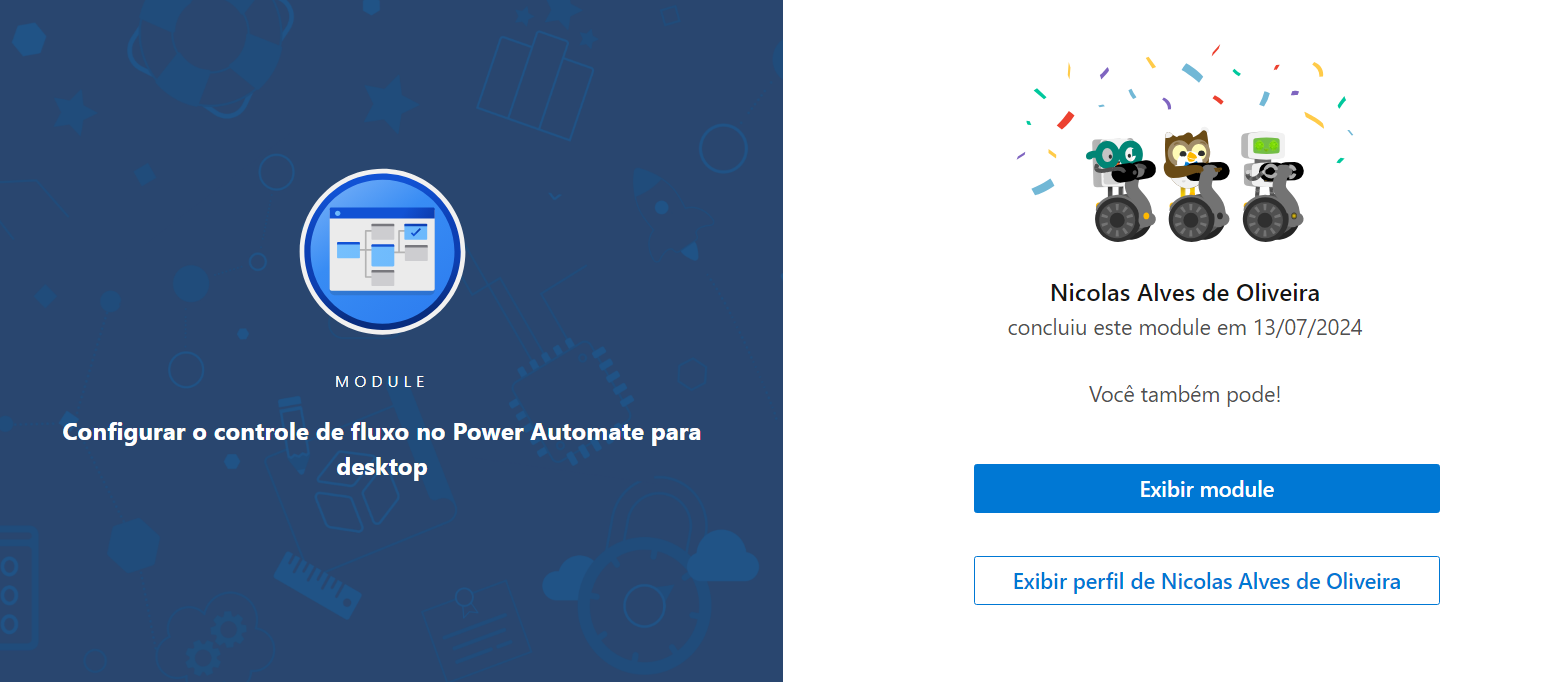 MODULE
Configurar o controle de fluxo no Power Automate para
desktop
Nicolas Alves de Oliveira
concluiu este module em 13/07/2024
Você também pode!
Exibir module
Exibir perfil de Nicolas Alves de Oliveira